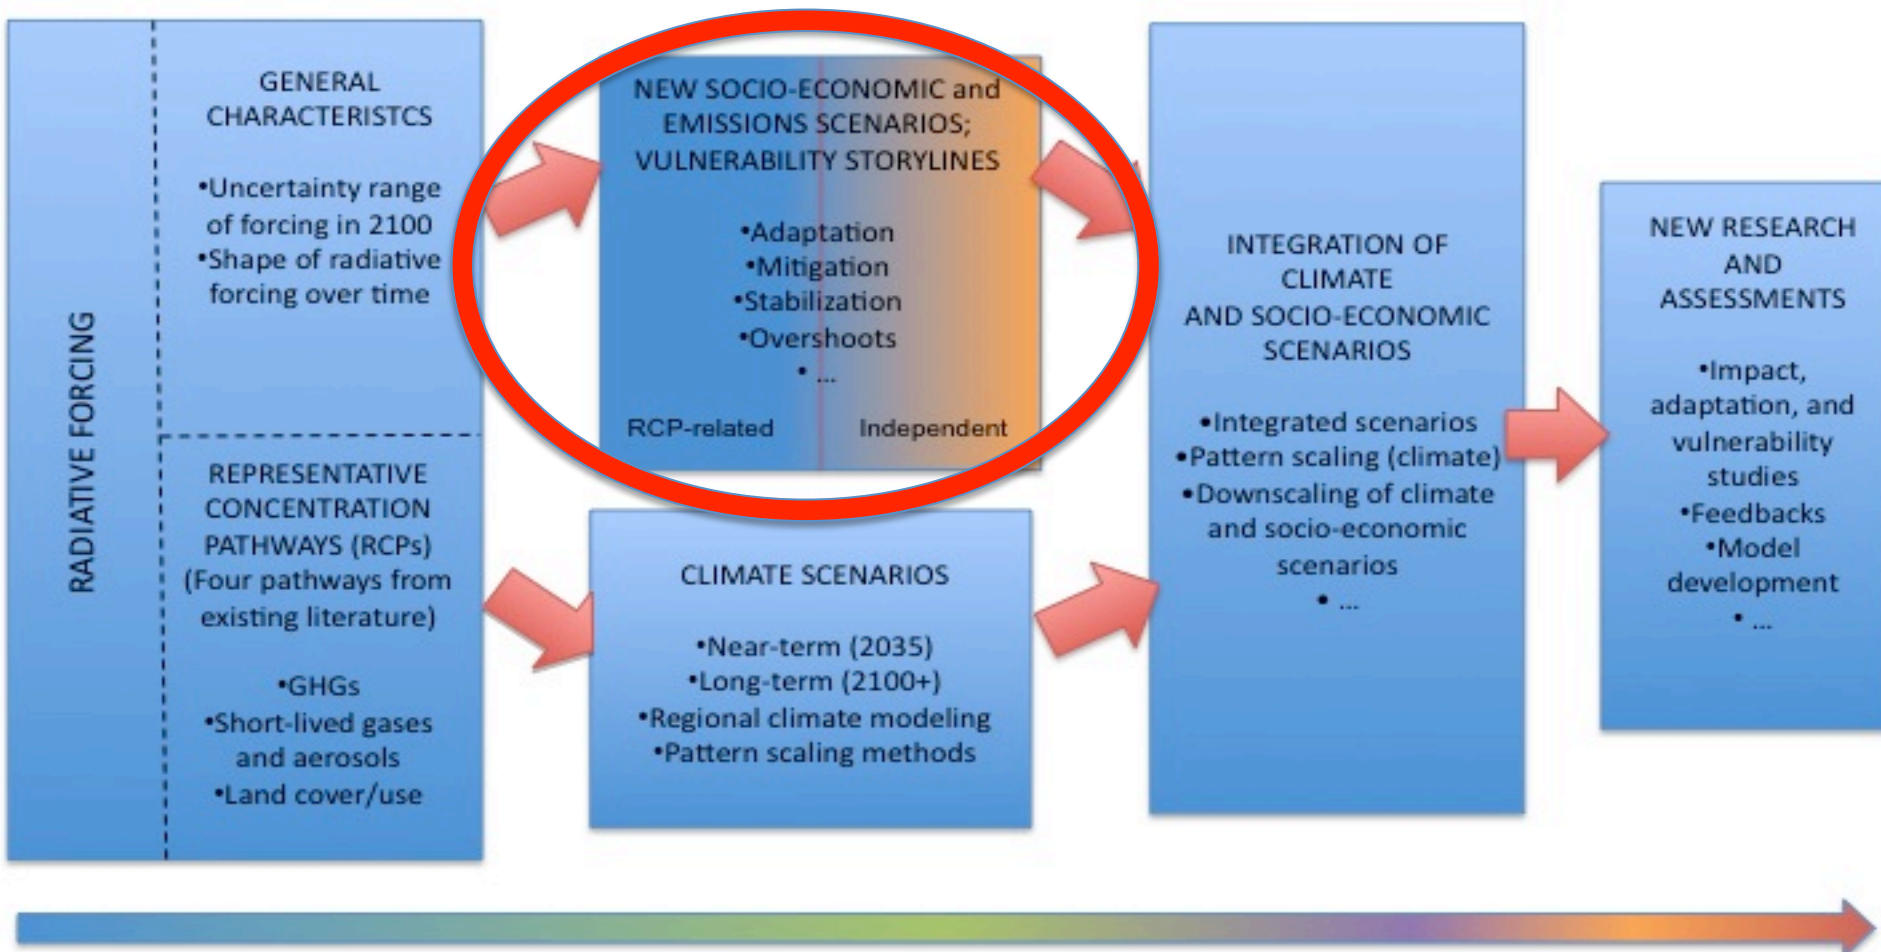 RADIATIVE FORCING
GENERAL
CHARACTERISTCS
•Uncertainty range
of forcing in 2100
•Shape of radiative
forcing over time
REPRESENTATIVE
CONCENTRATION
PATHWAYS (RCPs)
(Four pathways from
existing literature)
•GHGs
•Short-lived gases
and aerosols
•Land cover/use
NEW SOCIO-ECONOMIC and
EMISSIONS SCENARIOS;
VULNERABILITY STORYLINES
•Adaptation
•Mitigation
•Stabilization
•Overshoots
• ...
RCP-related
Independent
CLIMATE SCENARIOS
•Near-term (2035)
•Long-term (2100+)
•Regional climate modeling
•Pattern scaling methods
INTEGRATION OF
CLIMATE
AND SOCIO-ECONOMIC
SCENARIOS
•Integrated scenarios
•Pattern scaling (climate)
•Downscaling of climate
and socio-economic
scenarios
• ...
NEW RESEARCH
AND
ASSESSMENTS
•Impact,
adaptation, and
vulnerability
studies
•Feedbacks
•Model
development
• ...